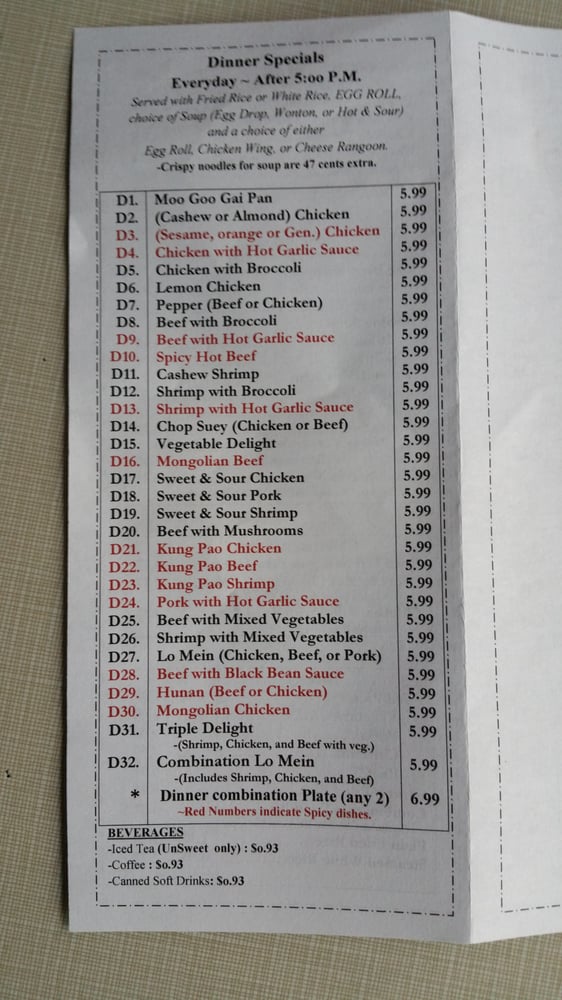 Dinner Specials
Everyday ~ After 5:00 P.M.
Served with Fried Rice or White Rice, EGG ROLL,
choice of Soup (Egg Drop, Wonton, or Hot & Sour)
and a choice of either
Egg Roll, Chicken Wing, or Cheese Rangoon.
-Crispy noodles for soup are 47 cents extra.
D1. Moo Goo Gai Pan 5.99
D2. (Cashew or Almond) Chicken 5.99
D3. (Sesame, orange or Gen.) Chicken 5.99
D4. Chicken with Hot Garlic Sauce 5.99
D5. Chicken with Broccoli 5.99
D6. Lemon Chicken 5.99
D7. Pepper (Beef or Chicken) 5.99
D8. Beef with Broccoli 5.99
D9. Beef with Hot Garlic Sauce 5.99
D10. Spicy Hot Beef 5.99
D11. Cashew Shrimp 5.99
D12. Shrimp with Broccoli 5.99
D13. Shrimp with Hot Garlic Sauce 5.99
D14. Chop Suey (Chicken or Beef) 5.99
D15. Vegetable Delight 5.99
D16. Mongolian Beef 5.99
D17. Sweet & Sour Chicken 5.99
D18. Sweet & Sour Pork 5.99
D19. Sweet & Sour Shrimp 5.99
D20. Beef with Mushrooms 5.99
D21. Kung Pao Chicken 5.99
D22. Kung Pao Beef 5.99
D23. Kung Pao Shrimp 5.99
D24. Pork with Hot Garlic Sauce 5.99
D25. Beef with Mixed Vegetables 5.99
D26. Shrimp with Mixed Vegetables 5.99
D27. Lo Mein (Chicken, Beef, or Pork) 5.99
D28. Beef with Black Bean Sauce 5.99
D29. Hunan (Beef or Chicken) 5.99
D30. Mongolian Chicken 5.99
D31. Triple Delight 5.99
-(Shrimp, Chicken, and Beef with veg.)
D32. Combination Lo Mein 5.99
-(Includes Shrimp, Chicken, and Beef)
* Dinner combination Plate (any 2) 6.99
~Red Numbers indicate Spicy dishes.
BEVERAGES
-Iced Tea (UnSweet only) : $0.93
-Coffee : $0.93
-Canned Soft Drinks: $0.93